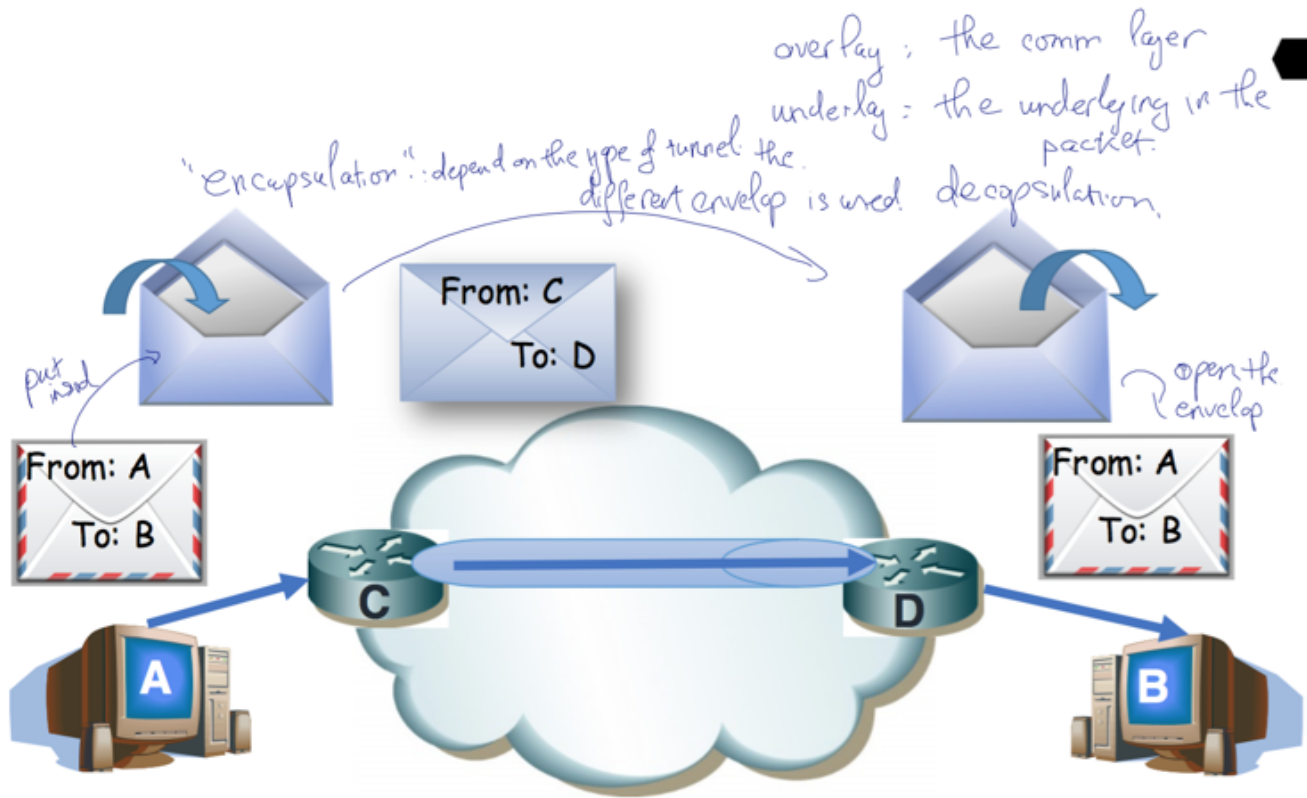 overlay : the comm layer
underlay : the underlying in the
packet.
"encapsulation" : depend on the type of tunnel the
different envelop is used
decapsulation.
From: C
To: D
put
open the
envelop
From: A
To: B
From: A
To: B
C
D
A
B